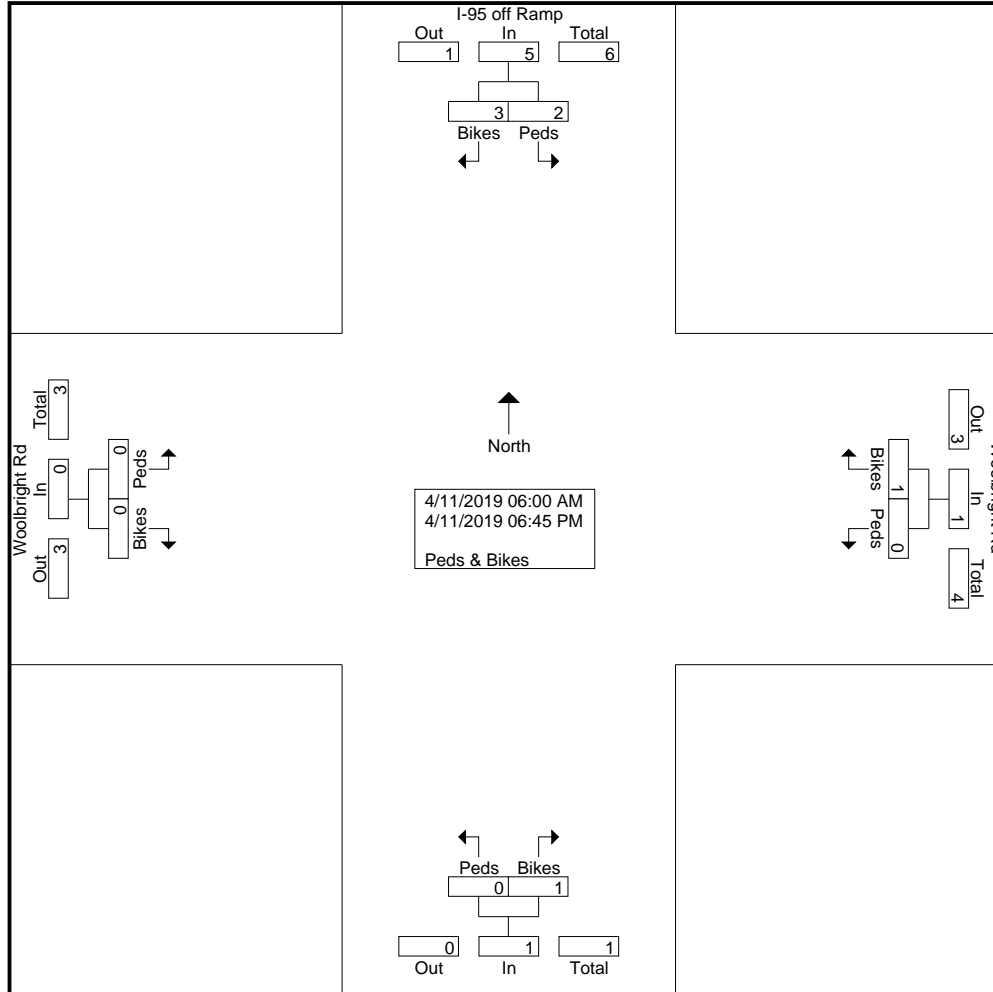 I-95 off Ramp
Out In Total
1 5 6
3 2
Bikes Peds
North
4/11/2019 06:00 AM
4/11/2019 06:45 PM
Peds & Bikes
Woolbright Rd
Total In Out
3 0 3
0 0
Peds Bikes
Out In Total
3 1 4
1 0
Bikes Peds
Peds Bikes
0 1
0 1 1
Out In Total